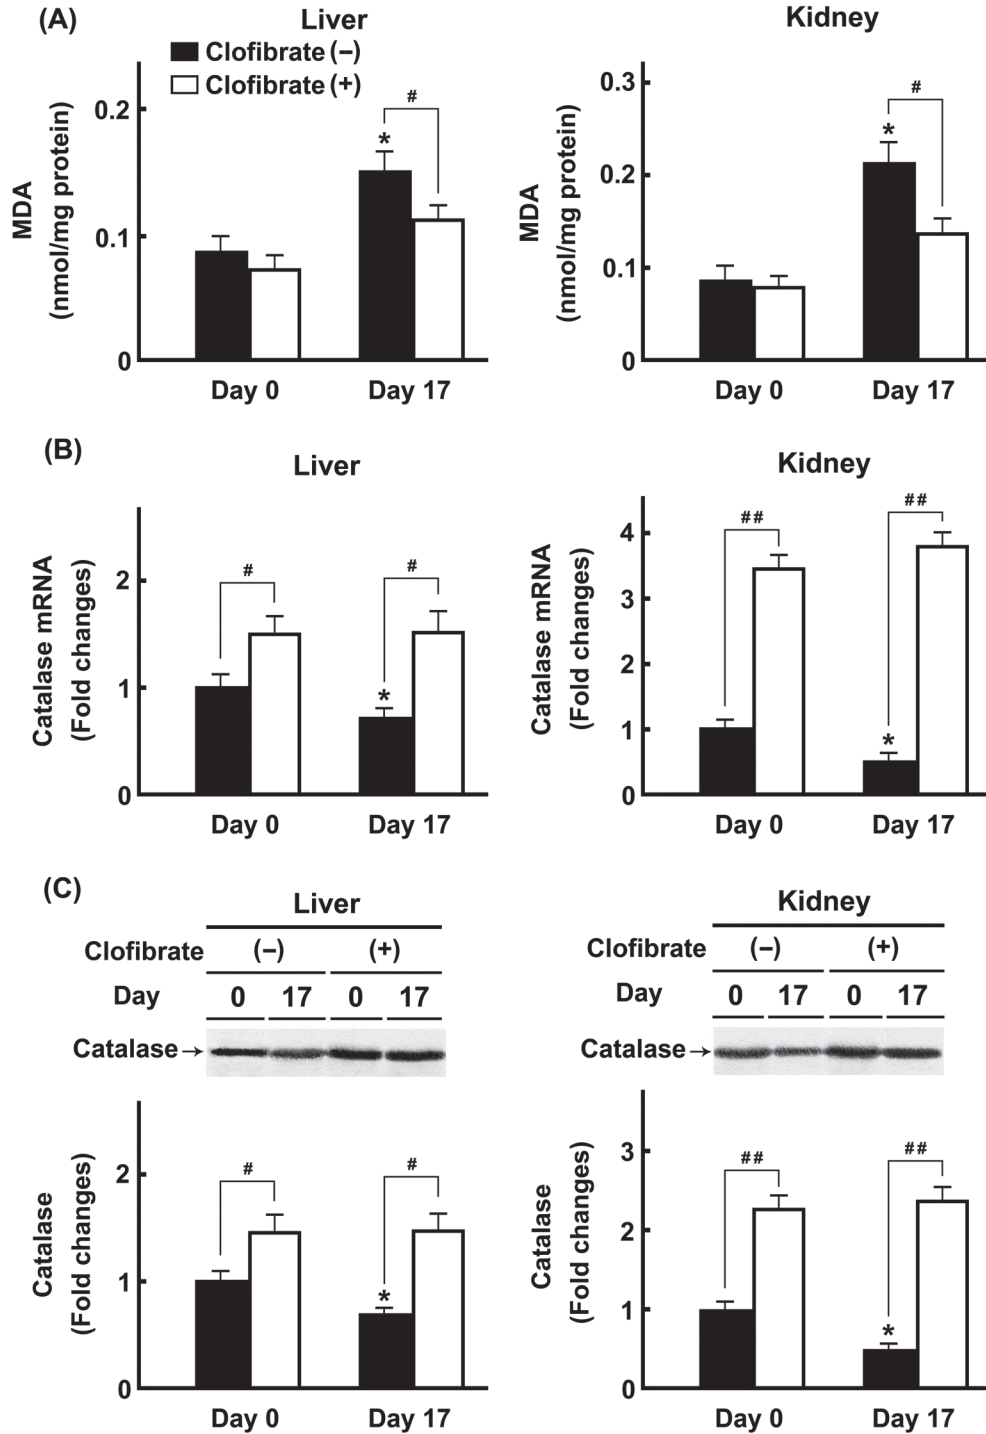 (A)
Liver
Kidney
Clofibrate (−)
Clofibrate (+)
MDA
(nmol/mg protein)
0.2
0.1
0
#
*
Day 0
Day 17
MDA
(nmol/mg protein)
0.3
0.2
0.1
0
#
*
Day 0
Day 17
(B)
Liver
Kidney
Catalase mRNA
(Fold changes)
2
1
0
#
#
*
Day 0
Day 17
Catalase mRNA
(Fold changes)
4
3
2
1
0
##
##
*
Day 0
Day 17
(C)
Liver
Clofibrate (−) (+)
Day 0 17 0 17
Catalase→
Catalase
(Fold changes)
2
1
0
#
#
*
Day 0
Day 17
Kidney
Clofibrate (−) (+)
Day 0 17 0 17
Catalase→
Catalase
(Fold changes)
3
2
1
0
##
##
*
Day 0
Day 17